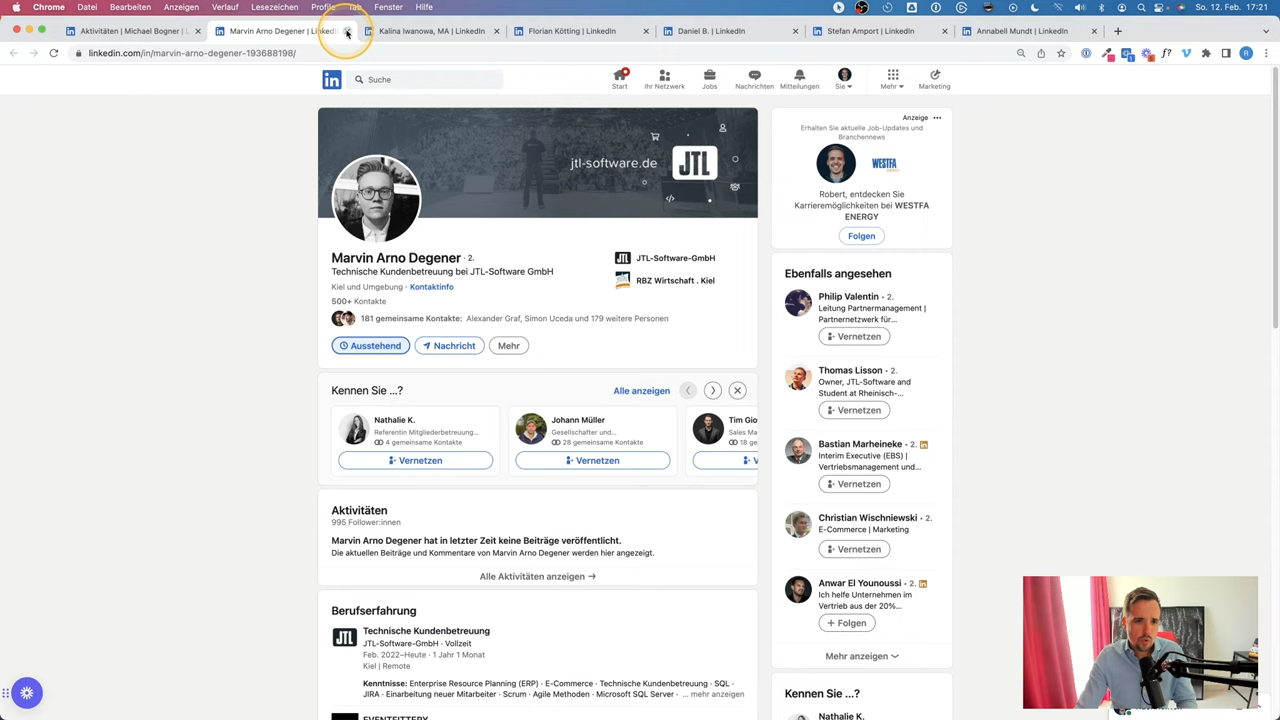 Chrome Ablage Bearbeiten Anzeigen Verlauf Lesezeichen Profile Tab Fenster Hilfe
So. 12. Feb. 17:21
Aktivitäten | Michael Bogner |
Marvin Arno Degener | LinkedIn
Kalina Iwanowa, MA | LinkedIn
Florian Kötting | LinkedIn
Daniel B. | LinkedIn
Stefan Amport | LinkedIn
Annabell Mundt | LinkedIn
linkedin.com/in/marvin-arno-degener-193688198/
Suche
Start
Ihr Netzwerk
Jobs
Nachrichten
Mitteilungen
Sie
Mehr
Marketing
jtl-software.de JTL
Marvin Arno Degener · 2.
Technische Kundenbetreuung bei JTL-Software GmbH
Kiel und Umgebung · Kontaktinfo
500+ Kontakte
181 gemeinsame Kontakte: Alexander Graf, Simon Uceda und 179 weitere Personen
JTL JTL-Software-GmbH
RBZ Wirtschaft . Kiel
Ausstehend
Nachricht
Mehr
Kennen Sie ...?
Alle anzeigen
Nathalie K.
Referentin Mitgliederbetreuung...
4 gemeinsame Kontakte
Vernetzen
Johann Müller
Gesellschafter und...
28 gemeinsame Kontakte
Vernetzen
Tim Gio
Sales Ma
18 ge
V
Aktivitäten
995 Follower:innen
Marvin Arno Degener hat in letzter Zeit keine Beiträge veröffentlicht.
Die aktuellen Beiträge und Kommentare von Marvin Arno Degener werden hier angezeigt.
Alle Aktivitäten anzeigen →
Berufserfahrung
JTL
Technische Kundenbetreuung
JTL-Software-GmbH · Vollzeit
Feb. 2022–Heute · 1 Jahr 1 Monat
Kiel | Remote
Kenntnisse: Enterprise Resource Planning (ERP) · E-Commerce · Technische Kundenbetreuung · SQL ·
JIRA · Einarbeitung neuer Mitarbeiter · Scrum · Agile Methoden · Microsoft SQL Server · ... mehr anzeigen
EVENTFITTERY
Anzeige ···
Erhalten Sie aktuelle Job-Updates und
Branchennews
WESTFA
ENERGY
Robert, entdecken Sie
Karrieremöglichkeiten bei WESTFA
ENERGY
Folgen
Ebenfalls angesehen
Philip Valentin · 2.
Leitung Partnermanagement |
Partnernetzwerk für...
Vernetzen
Thomas Lisson · 2.
Owner, JTL-Software and
Student at Rheinisch-...
Vernetzen
Bastian Marheineke · 2.
Interim Executive (EBS) |
Vertriebsmanagement und...
Vernetzen
Christian Wischniewski · 2.
E-Commerce | Marketing
Vernetzen
Anwar El Younoussi · 2.
Ich helfe Unternehmen im
Vertrieb aus der 20%...
+ Folgen
Mehr anzeigen
Kennen Sie ...?
Nathalie K.